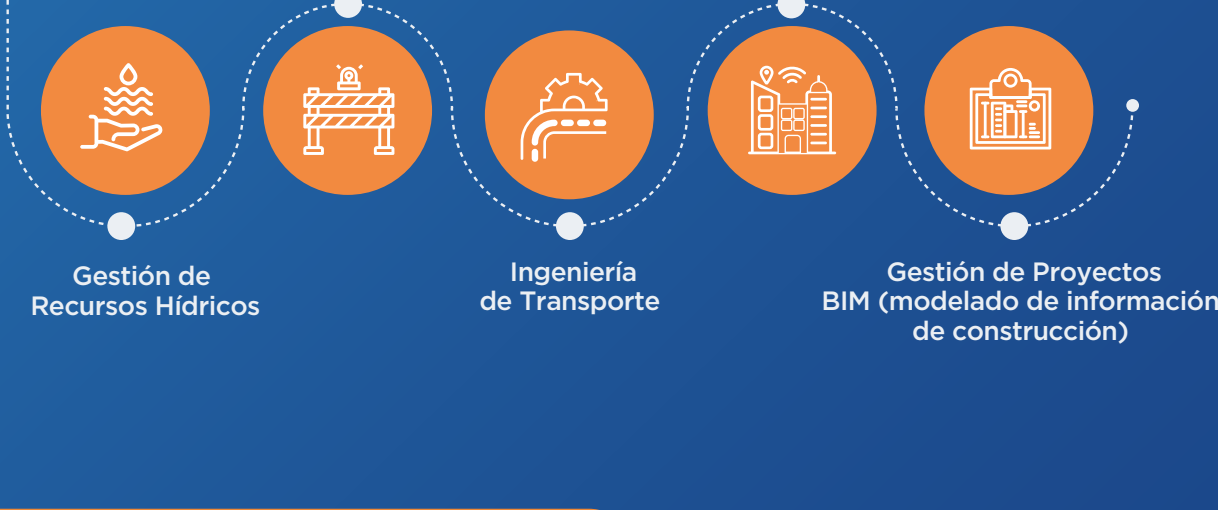 Gestión de
Recursos Hídricos
Ingeniería
de Transporte
Gestión de Proyectos
BIM (modelado de información
de construcción)